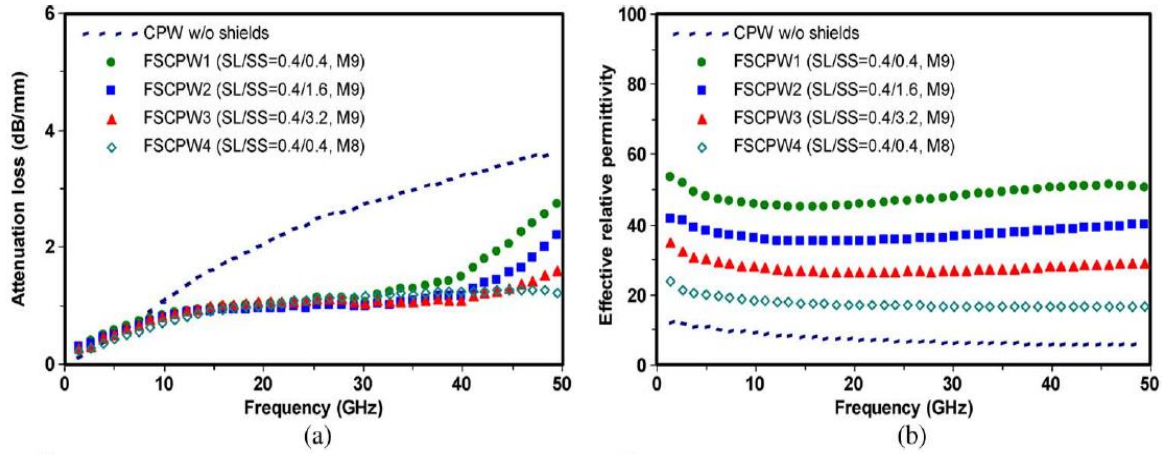 6
4
2
0
Attenuation loss (dB/mm)
CPW w/o shields
FSCPW1 (SL/SS=0.4/0.4, M9)
FSCPW2 (SL/SS=0.4/1.6, M9)
FSCPW3 (SL/SS=0.4/3.2, M9)
FSCPW4 (SL/SS=0.4/0.4, M8)
0 10 20 30 40 50
Frequency (GHz)
(a)
100
80
60
40
20
0
Effective relative permittivity
CPW w/o shields
FSCPW1 (SL/SS=0.4/0.4, M9)
FSCPW2 (SL/SS=0.4/1.6, M9)
FSCPW3 (SL/SS=0.4/3.2, M9)
FSCPW4 (SL/SS=0.4/0.4, M8)
0 10 20 30 40 50
Frequency (GHz)
(b)